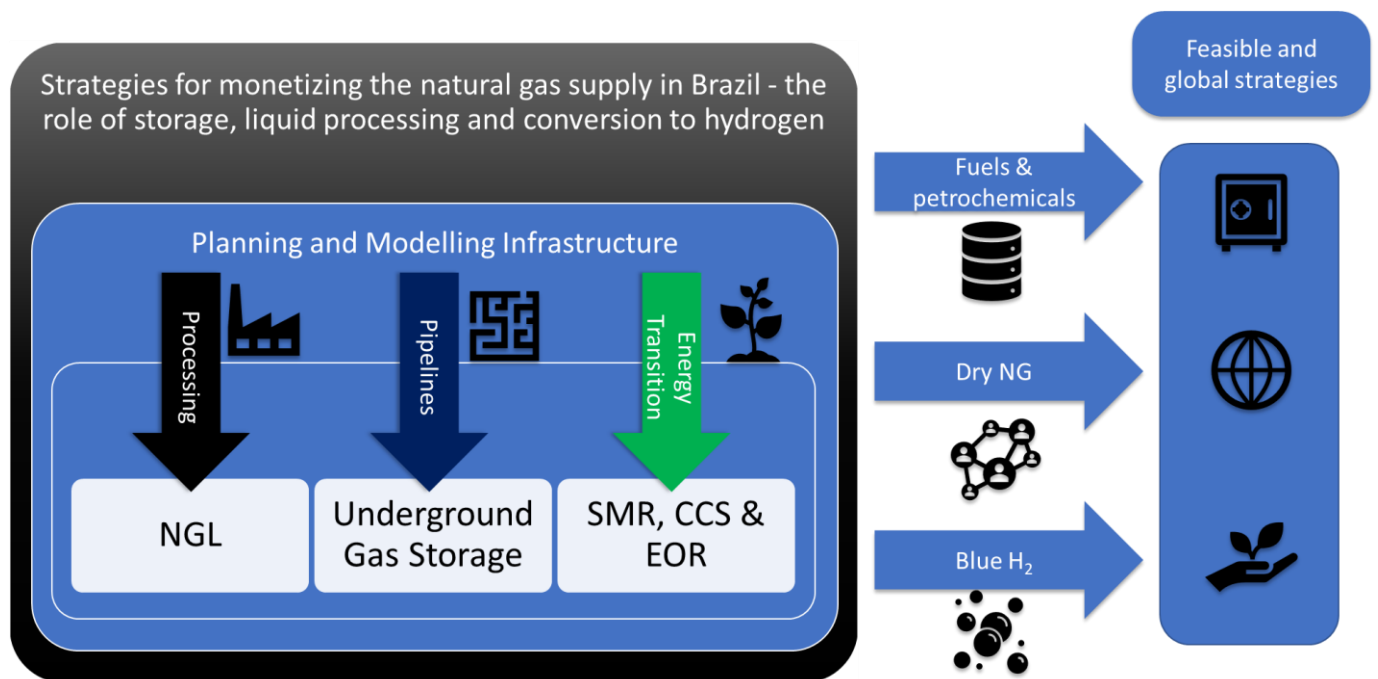 Strategies for monetizing the natural gas supply in Brazil - the
role of storage, liquid processing and conversion to hydrogen
Planning and Modelling Infrastructure
Processing
Pipelines
Energy
Transition
NGL
Underground
Gas Storage
SMR, CCS &
EOR
Fuels &
petrochemicals
Dry NG
Blue H₂
Feasible and
global strategies